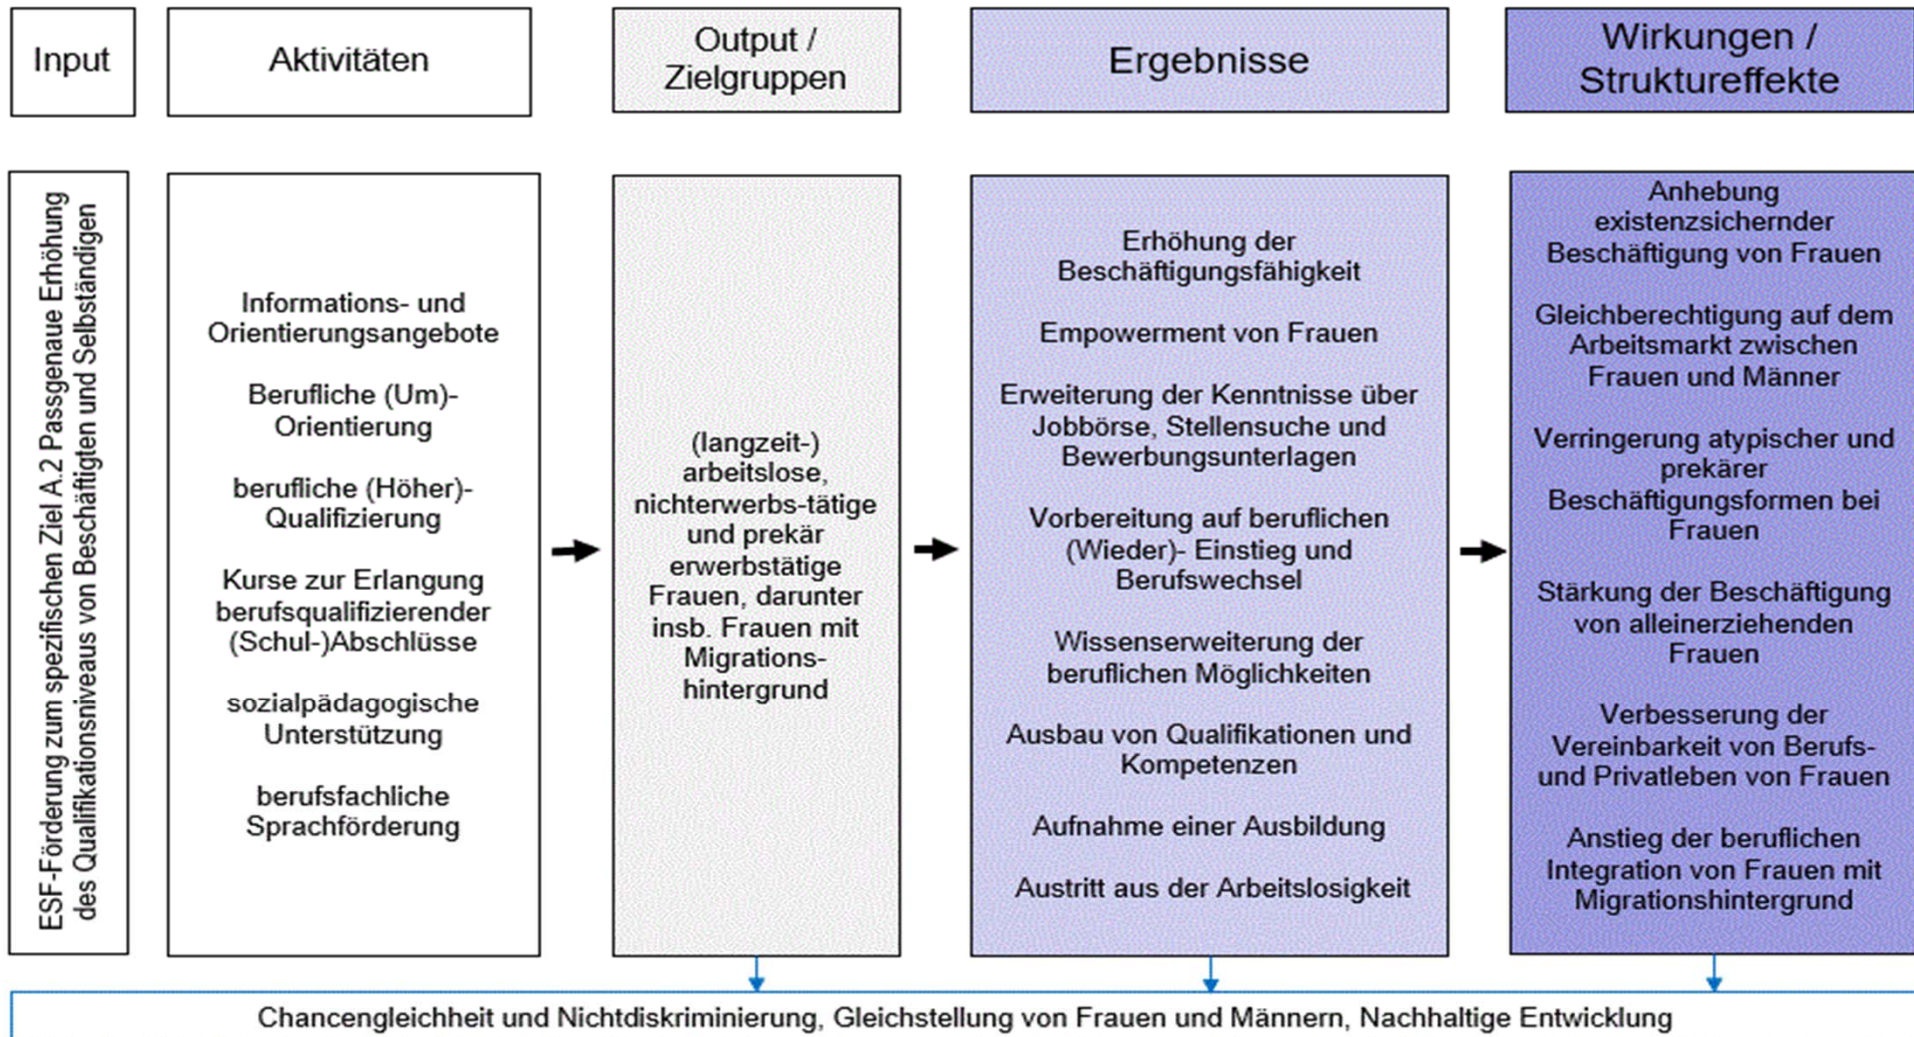 Input
Aktivitäten
Output /
Zielgruppen
Ergebnisse
Wirkungen /
Struktureffekte
ESF-Förderung zum spezifischen Ziel A.2 Passgenaue Erhöhung
des Qualifikationsniveaus von Beschäftigten und Selbständigen
Informations- und
Orientierungsangebote
Berufliche (Um)-
Orientierung
berufliche (Höher)-
Qualifizierung
Kurse zur Erlangung
berufsqualifizierender
(Schul-)Abschlüsse
sozialpädagogische
Unterstützung
berufsfachliche
Sprachförderung
(langzeit-)
arbeitslose,
nichterwerbs-tätige
und prekär
erwerbstätige
Frauen, darunter
insb. Frauen mit
Migrations-
hintergrund
Erhöhung der
Beschäftigungsfähigkeit
Empowerment von Frauen
Erweiterung der Kenntnisse über
Jobbörse, Stellensuche und
Bewerbungsunterlagen
Vorbereitung auf beruflichen
(Wieder)- Einstieg und
Berufswechsel
Wissenserweiterung der
beruflichen Möglichkeiten
Ausbau von Qualifikationen und
Kompetenzen
Aufnahme einer Ausbildung
Austritt aus der Arbeitslosigkeit
Anhebung
existenzsichernder
Beschäftigung von Frauen
Gleichberechtigung auf dem
Arbeitsmarkt zwischen
Frauen und Männer
Verringerung atypischer und
prekärer
Beschäftigungsformen bei
Frauen
Stärkung der Beschäftigung
von alleinerziehenden
Frauen
Verbesserung der
Vereinbarkeit von Berufs-
und Privatleben von Frauen
Anstieg der beruflichen
Integration von Frauen mit
Migrationshintergrund
Chancengleichheit und Nichtdiskriminierung, Gleichstellung von Frauen und Männern, Nachhaltige Entwicklung